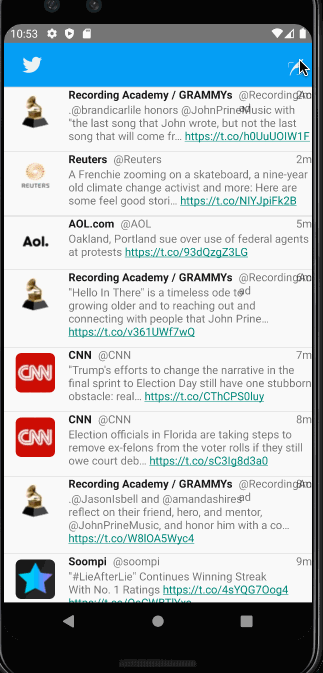 10:53
Recording Academy / GRAMMYs @RecordingAcad 2m
.@brandicarlile honors @JohnPrineMusic with
"the last song that John wrote, but not the last
song that will come fr… https://t.co/h0UuUOIW1F
REUTERS
Reuters @Reuters 2m
A Frenchie zooming on a skateboard, a nine-year
old climate change activist and more: Here are
some feel good stori… https://t.co/NIYJpiFk2B
Aol.
AOL.com @AOL 5m
Oakland, Portland sue over use of federal agents
at protests https://t.co/93dQzgZ3LG
Recording Academy / GRAMMYs @RecordingAcad 6m
"Hello In There" is a timeless ode to
growing older and to reaching out and
connecting with people that John Prine…
https://t.co/v361UWf7wQ
CNN
CNN @CNN 7m
"Trump's efforts to change the narrative in the
final sprint to Election Day still have one stubborn
obstacle: real… https://t.co/CThCPS0Iuy
CNN
CNN @CNN 8m
Election officials in Florida are taking steps to
remove ex-felons from the voter rolls if they still
owe court deb… https://t.co/sC3Ig8d3a0
Recording Academy / GRAMMYs @RecordingAcad
.@JasonIsbell and @amandashires
reflect on their friend, hero, and mentor,
@JohnPrineMusic, and honor him with a co…
https://t.co/W8lOA5Wyc4
Soompi @soompi 9m
"#LieAfterLie" Continues Winning Streak
With No. 1 Ratings https://t.co/4sYQG7Oog4